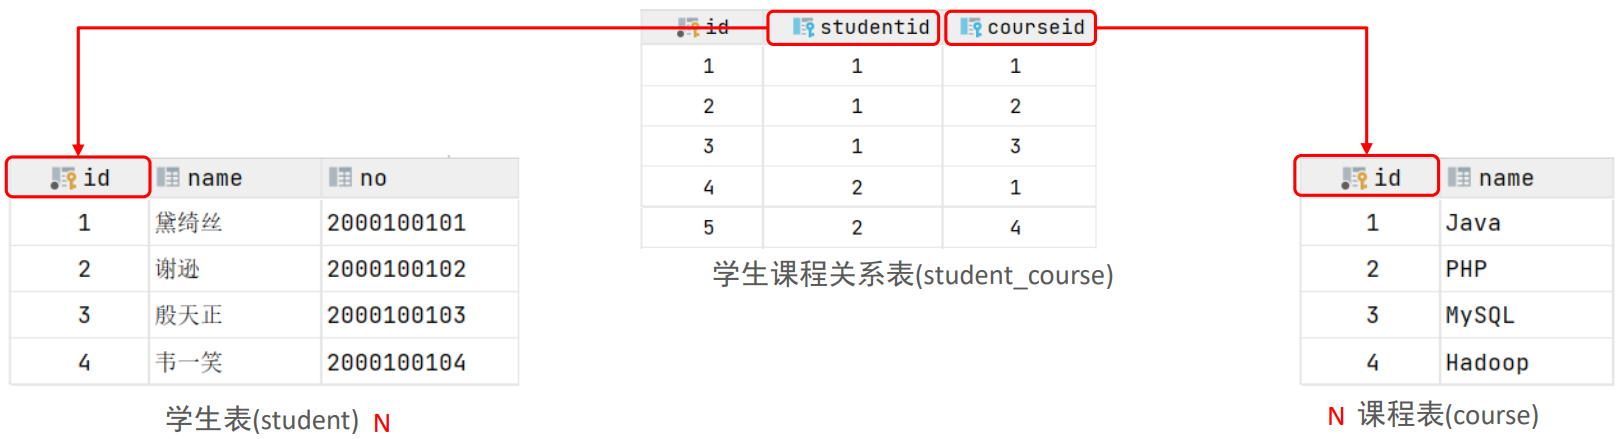 id studentid courseid
1 1 1
2 1 2
3 1 3
4 2 1
5 2 4
学生课程关系表(student_course)
id name no
1 黛绮丝 2000100101
2 谢逊 2000100102
3 殷天正 2000100103
4 韦一笑 2000100104
学生表(student) N
id name
1 Java
2 PHP
3 MySQL
4 Hadoop
N 课程表(course)